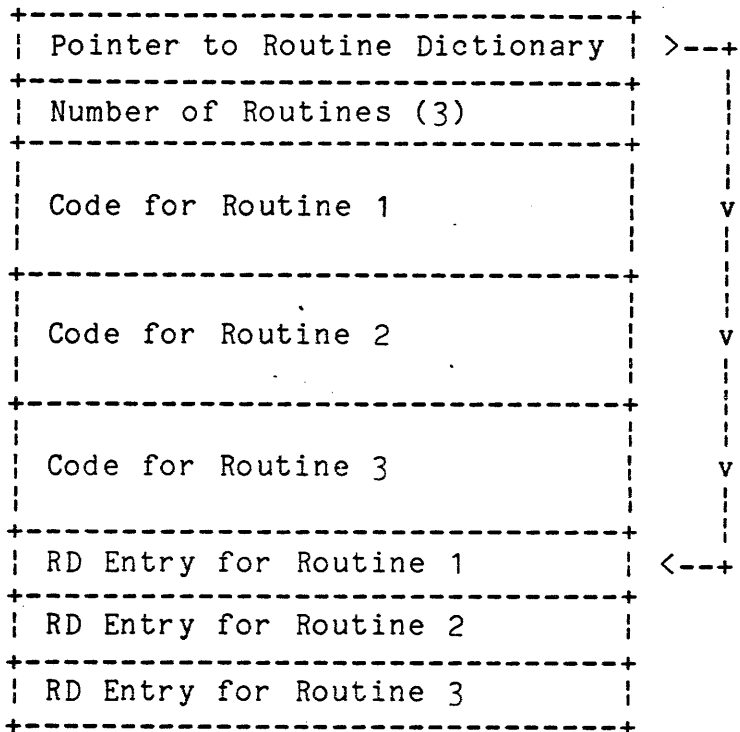 Pointer to Routine Dictionary
Number of Routines (3)
Code for Routine 1
Code for Routine 2
Code for Routine 3
RD Entry for Routine 1
RD Entry for Routine 2
RD Entry for Routine 3